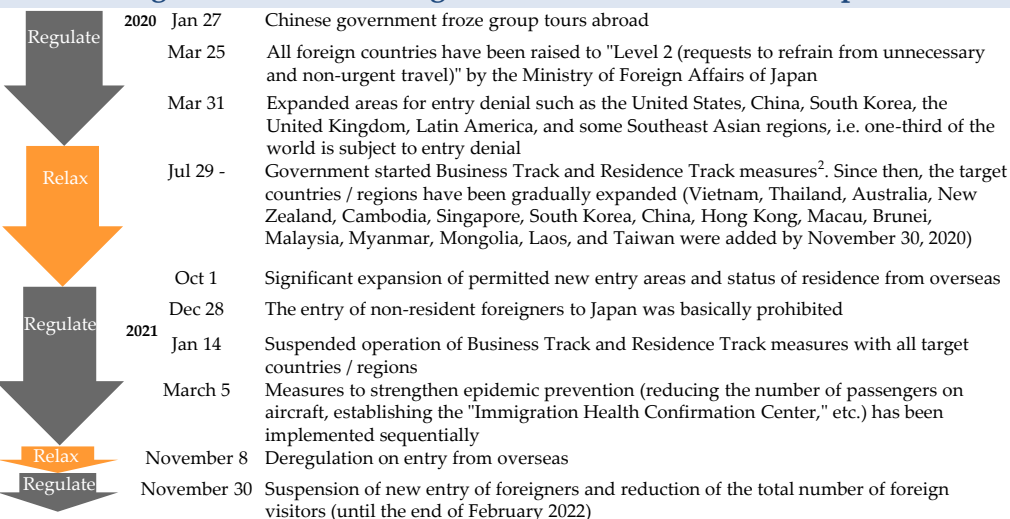 Regulate
2020 Jan 27 Chinese government froze group tours abroad
Mar 25 All foreign countries have been raised to "Level 2 (requests to refrain from unnecessary
and non-urgent travel)" by the Ministry of Foreign Affairs of Japan
Mar 31 Expanded areas for entry denial such as the United States, China, South Korea, the
United Kingdom, Latin America, and some Southeast Asian regions, i.e. one-third of the
world is subject to entry denial
Relax
Jul 29 - Government started Business Track and Residence Track measures². Since then, the target
countries / regions have been gradually expanded (Vietnam, Thailand, Australia, New
Zealand, Cambodia, Singapore, South Korea, China, Hong Kong, Macau, Brunei,
Malaysia, Myanmar, Mongolia, Laos, and Taiwan were added by November 30, 2020)
Oct 1 Significant expansion of permitted new entry areas and status of residence from overseas
Regulate
Dec 28 The entry of non-resident foreigners to Japan was basically prohibited
2021
Jan 14 Suspended operation of Business Track and Residence Track measures with all target
countries / regions
March 5 Measures to strengthen epidemic prevention (reducing the number of passengers on
aircraft, establishing the "Immigration Health Confirmation Center," etc.) has been
implemented sequentially
Relax
November 8 Deregulation on entry from overseas
Regulate
November 30 Suspension of new entry of foreigners and reduction of the total number of foreign
visitors (until the end of February 2022)